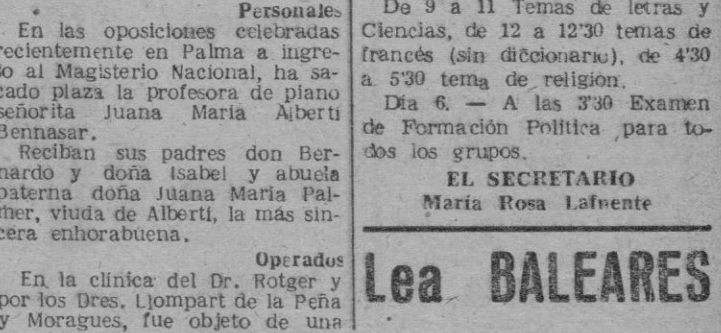 Personales
En las oposiciones celebradas
recientemente en Palma a ingre-
so al Magisterio Nacional, ha sa-
cado plaza la profesora de piano
señorita Juana Maria Alberti
Bennasar.
Reciban sus padres don Ber-
nardo y doña Isabel y abuela
paterna doña Juana Maria Pal-
mer, viuda de Alberti, la más sin-
cera enhorabuena.
Operados
En la clínica del Dr. Rotger y
por los Dres. Llompart de la Peña
y Moragues, fue objeto de una
De 9 a 11 Temas de letras y
Ciencias, de 12 a 12'30 temas de
francés (sin diccionario), de 4'30
a 5'30 tema de religión.
Día 6. — A las 3'30 Examen
de Formación Política para to-
dos los grupos.
EL SECRETARIO
María Rosa Lafuente
Lea BALEARES